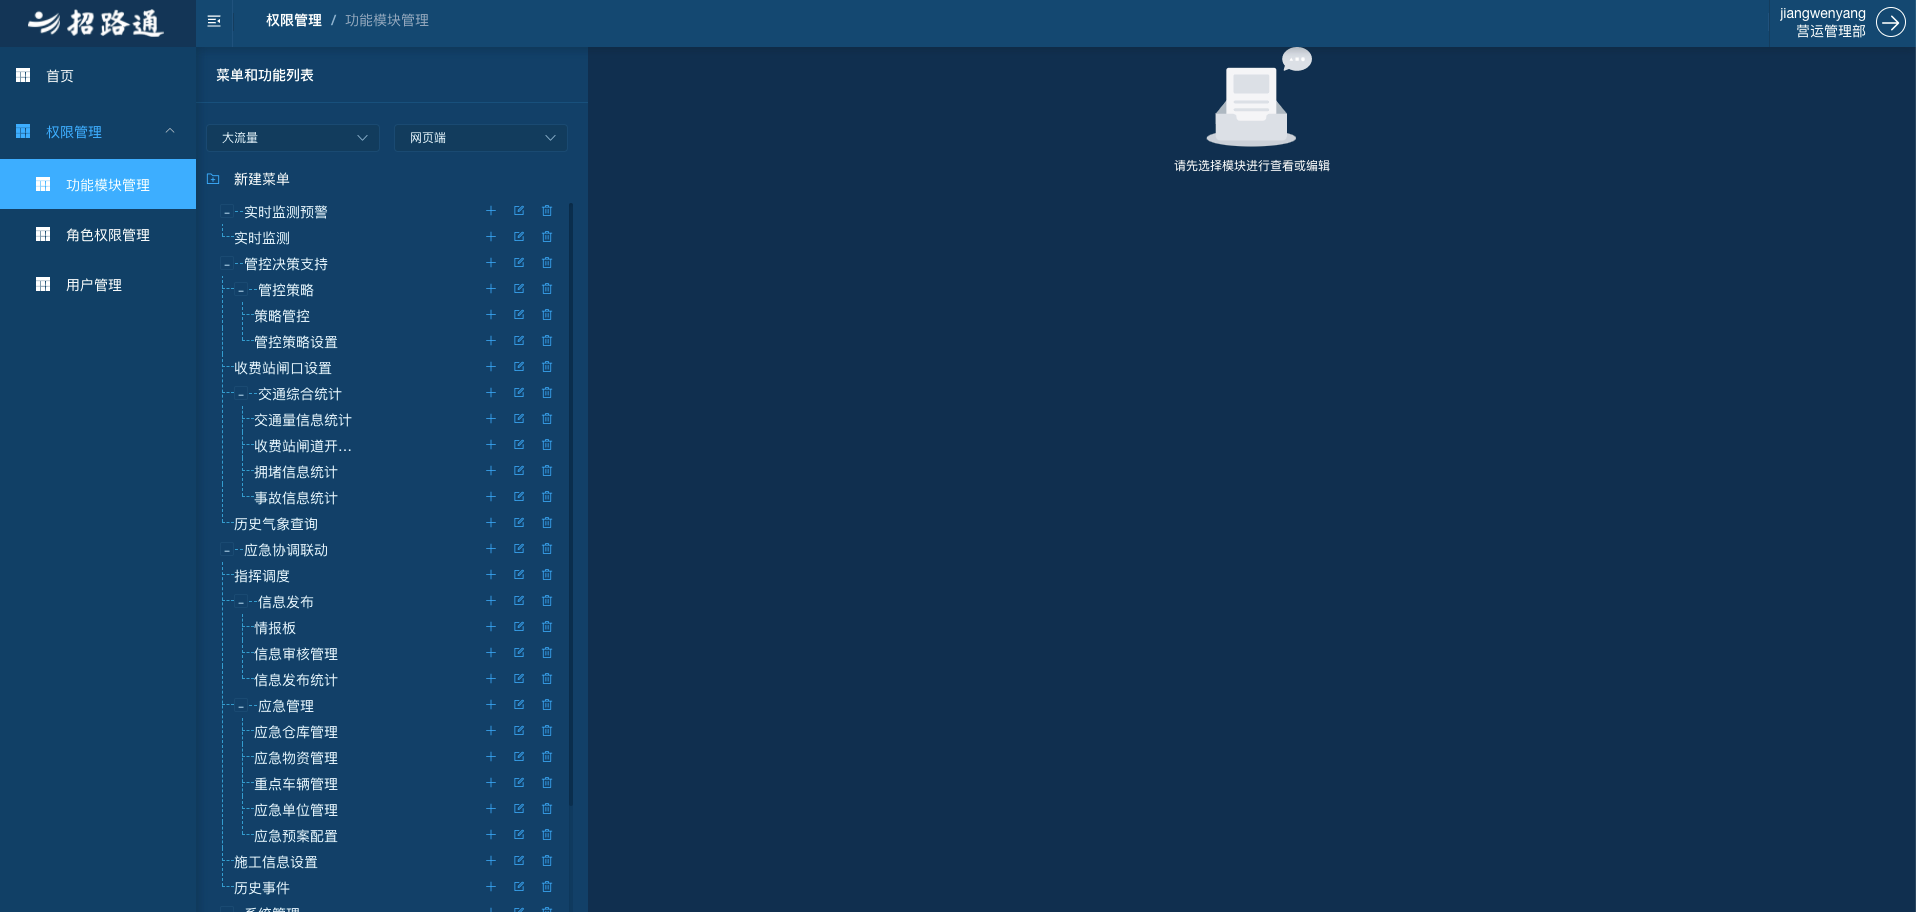 招路通
权限管理 / 功能模块管理
jiangwenyang
营运管理部
首页
权限管理
功能模块管理
角色权限管理
用户管理
菜单和功能列表
大流量
网页端
新建菜单
实时监测预警
实时监测
管控决策支持
管控策略
策略管控
管控策略设置
收费站闸口设置
交通综合统计
交通量信息统计
收费站闸道开...
拥堵信息统计
事故信息统计
历史气象查询
应急协调联动
指挥调度
信息发布
情报板
信息审核管理
信息发布统计
应急管理
应急仓库管理
应急物资管理
重点车辆管理
应急单位管理
应急预案配置
施工信息设置
历史事件
系统管理
请先选择模块进行查看或编辑